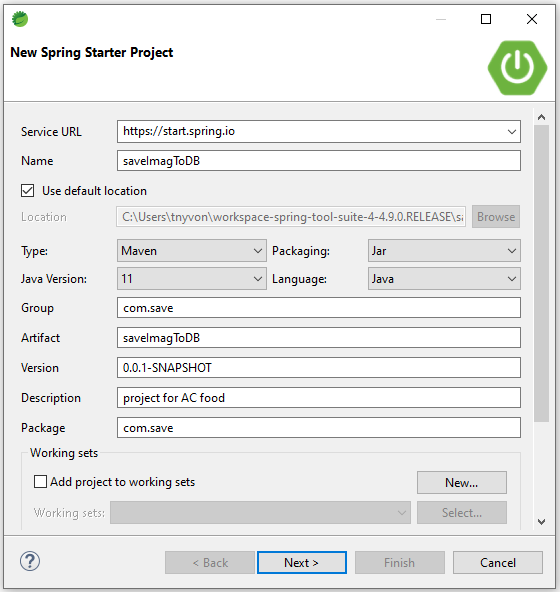 New Spring Starter Project
Service URL https://start.spring.io
Name saveImagToDB
Use default location
Location C:\Users\tnyvon\workspace-spring-tool-suite-4-4.9.0.RELEASE\sa Browse
Type: Maven Packaging: Jar
Java Version: 11 Language: Java
Group com.save
Artifact saveImagToDB
Version 0.0.1-SNAPSHOT
Description project for AC food
Package com.save
Working sets
Add project to working sets New...
Working sets: Select...
? < Back Next > Finish Cancel